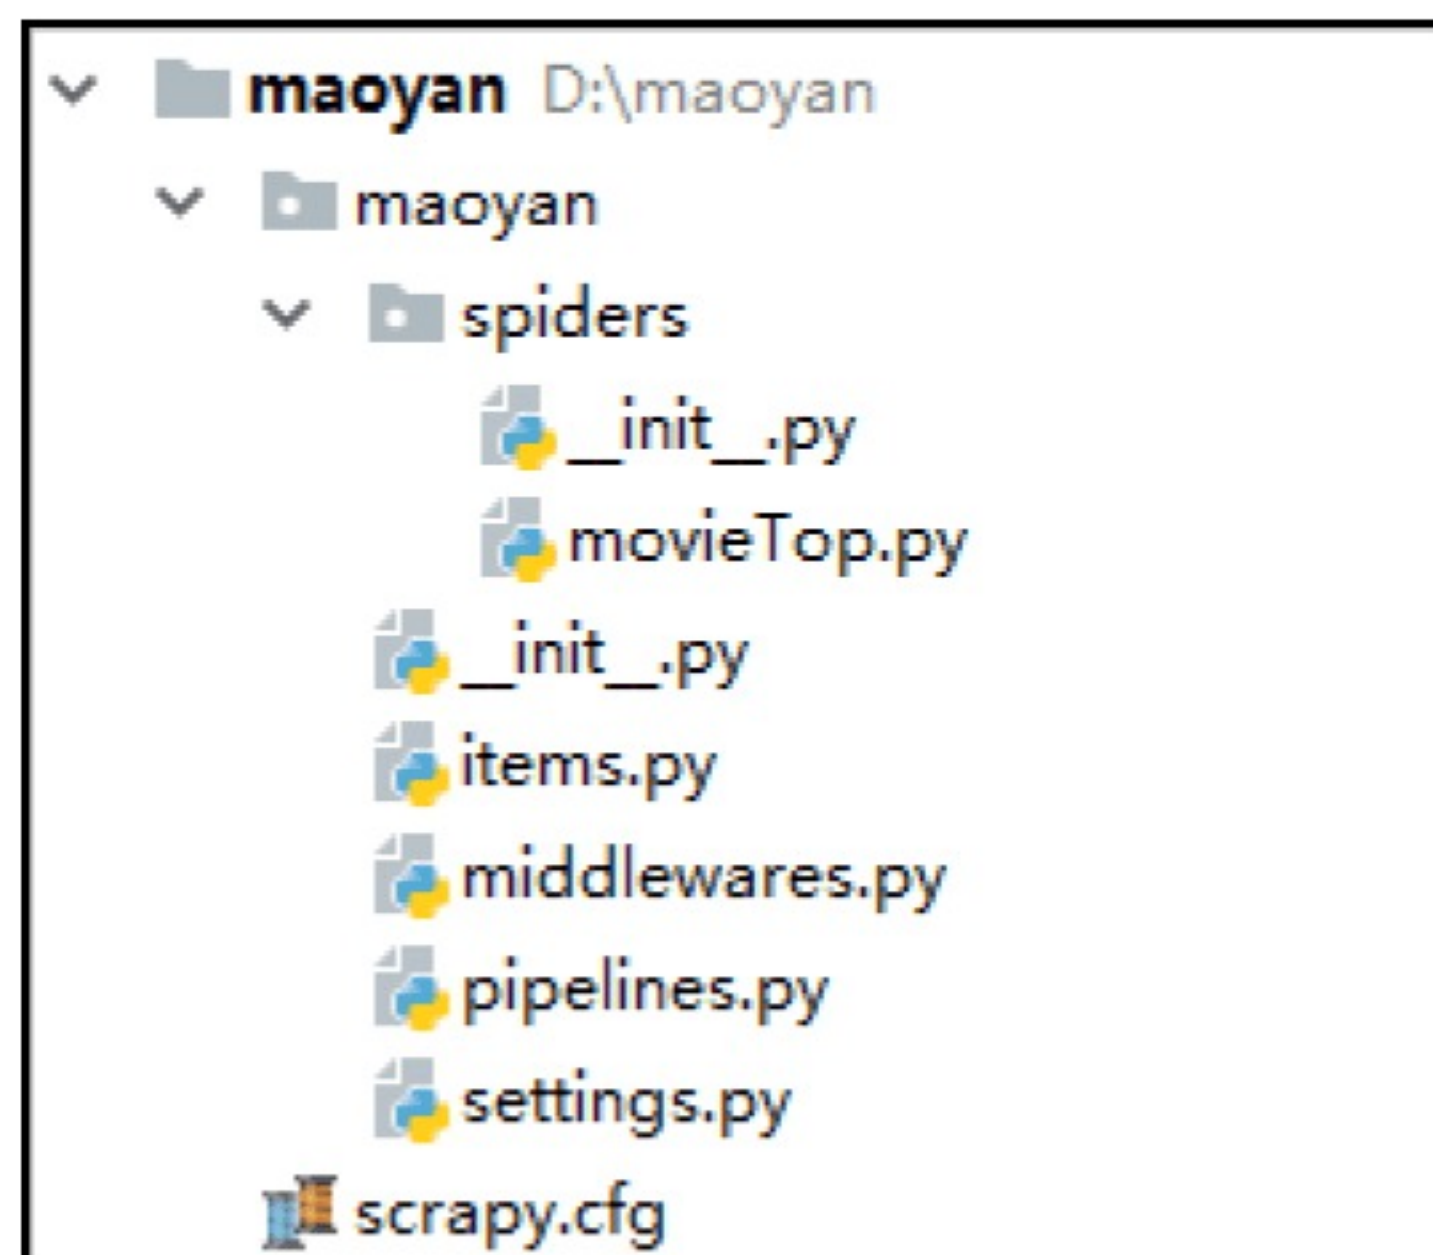 maoyan D:\maoyan
maoyan
spiders
__init__.py
movieTop.py
__init__.py
items.py
middlewares.py
pipelines.py
settings.py
scrapy.cfg